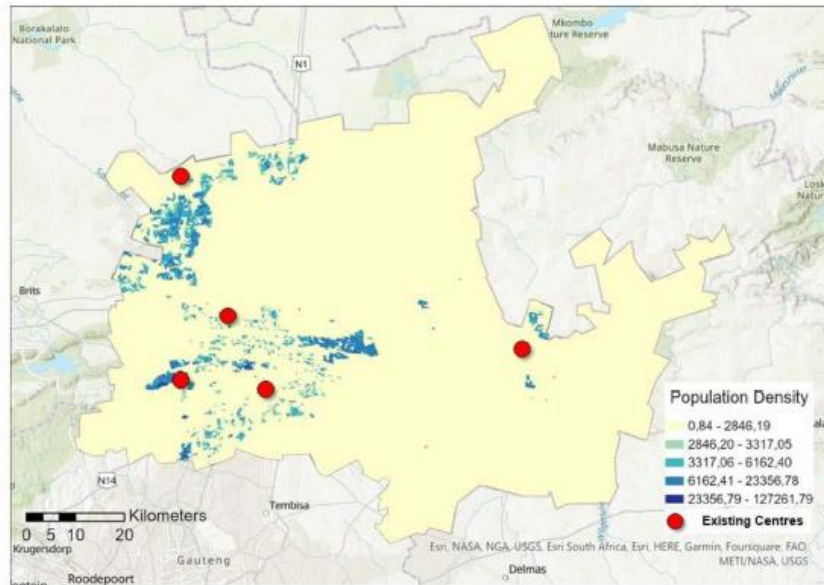 Borakalalo
National Park
N1
Mkombo
ture Reserve
Mabusa Nature
Reserve
Losk
Natur
Brits
Population Density
0,84 - 2846,19
2846,20 - 3317,05
3317,06 - 6162,40
6162,41 - 23356,78
23356,79 - 127261,79
Existing Centres
N14
Kilometers
0 5 10 20
Tembisa
Krugersdorp
Gauteng
Roodepoort
Delmas
Esri, NASA, NGA, USGS, Esri South Africa, Esri, HERE, Garmin, Foursquare, FAO,
METI/NASA, USGS